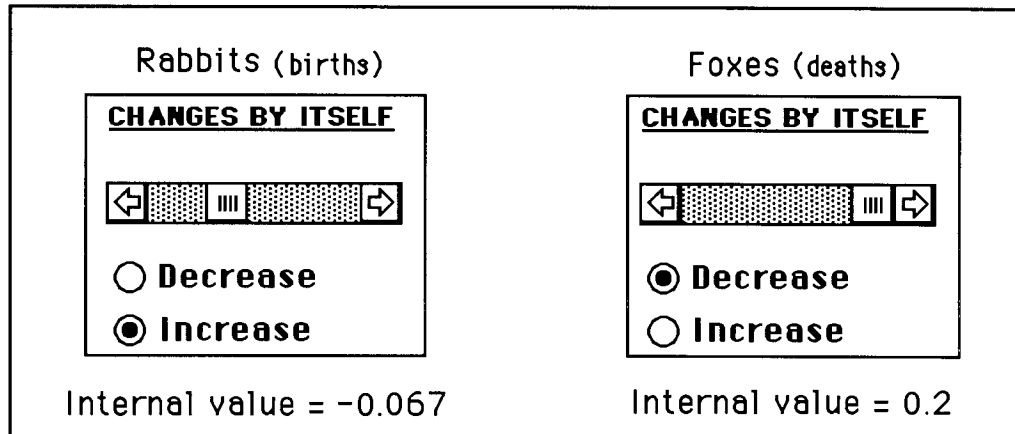 Rabbits (births)
CHANGES BY ITSELF
Decrease
Increase
Internal value = -0.067
Foxes (deaths)
CHANGES BY ITSELF
Decrease
Increase
Internal value = 0.2